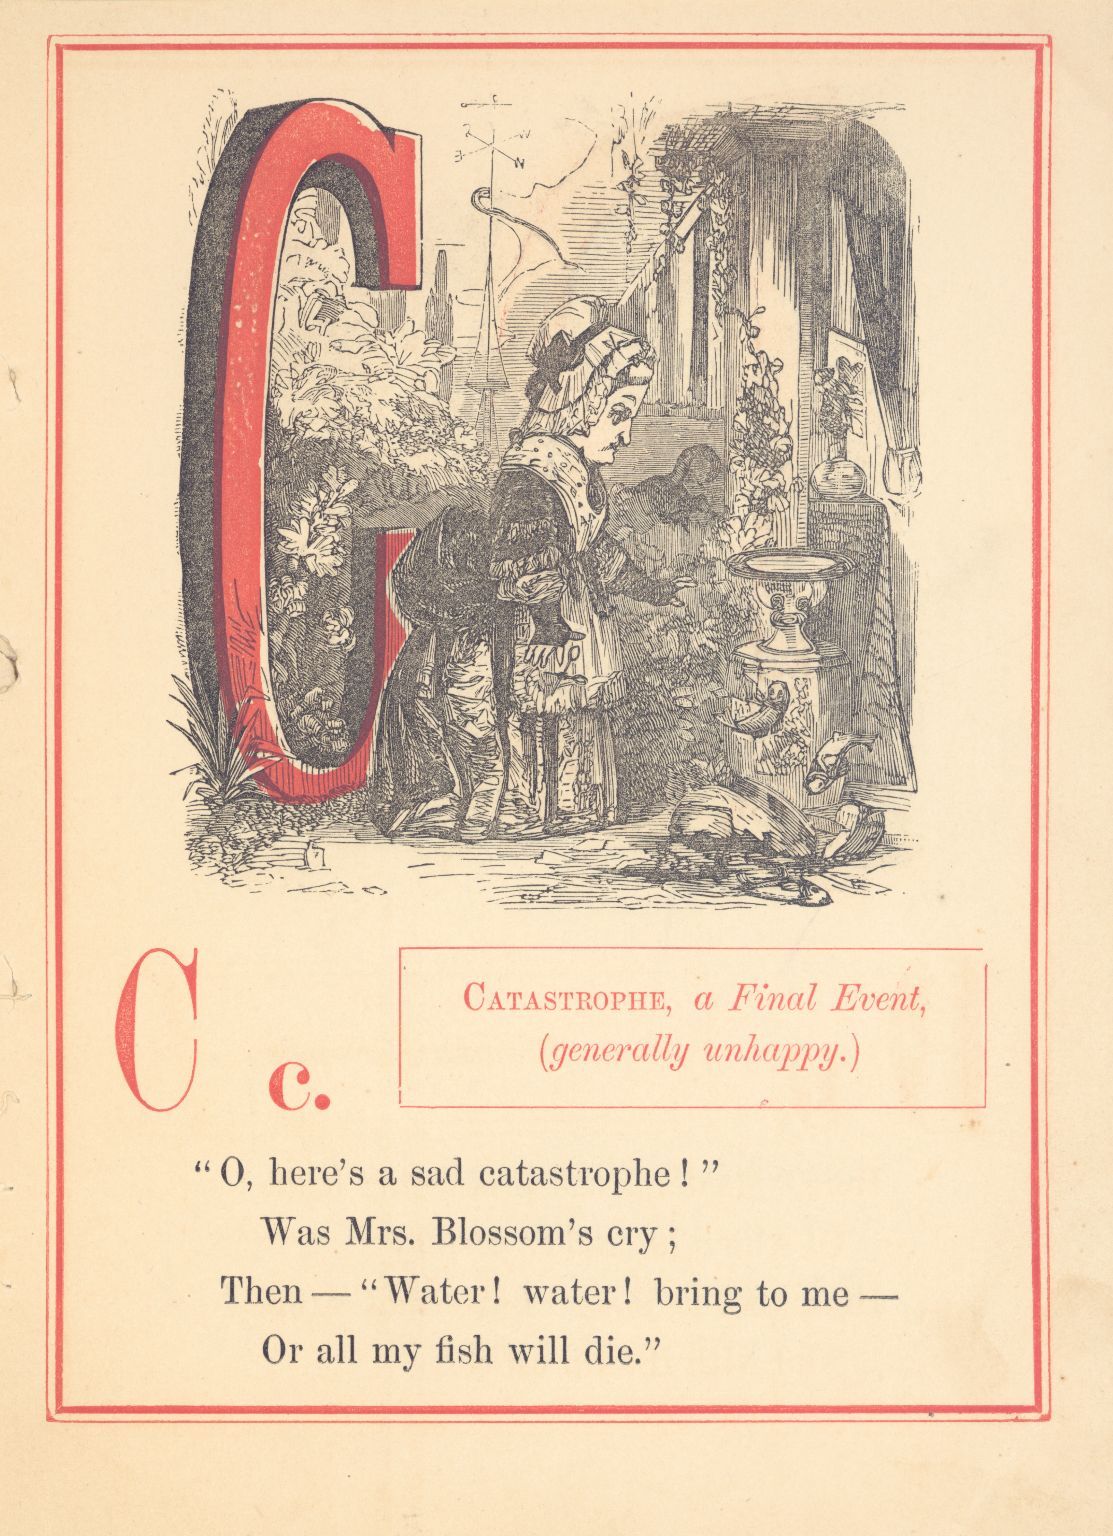 C
W
N
C c.
CATASTROPHE, a Final Event,
(generally unhappy.)
“O, here’s a sad catastrophe!”
Was Mrs. Blossom’s cry;
Then — “Water! water! bring to me —
Or all my fish will die.”